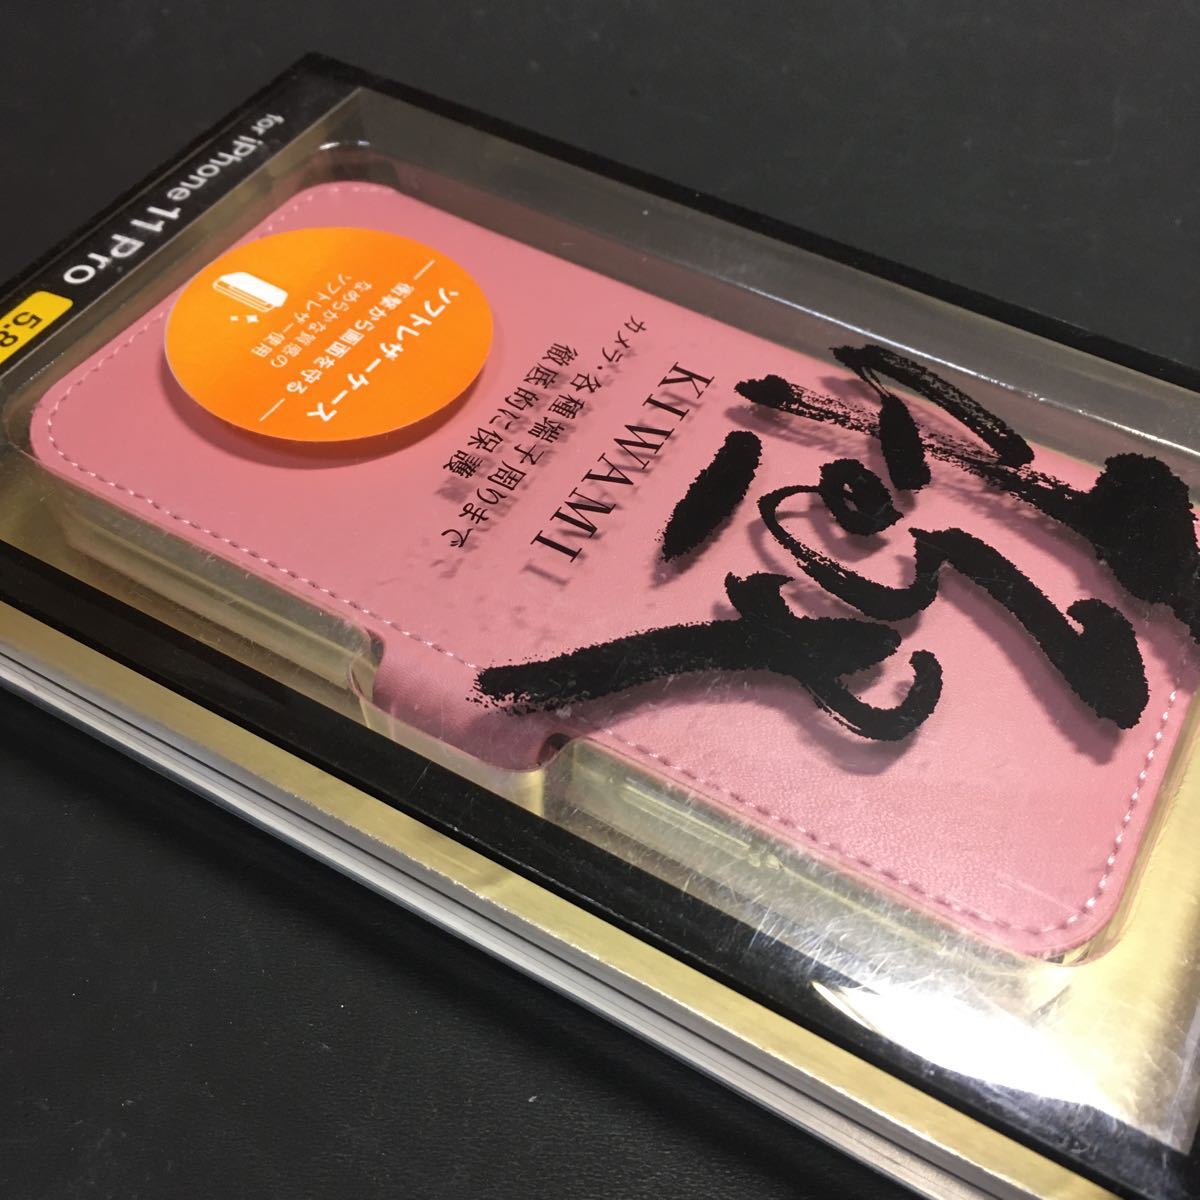 for iPhone 11 Pro
5.8
ソフトレザーケース
衝撃から画面を守る
なめらかな質感の
ソフトレザー使用
KIWAMI
カメラ・各種端子周りまで
徹底的に保護